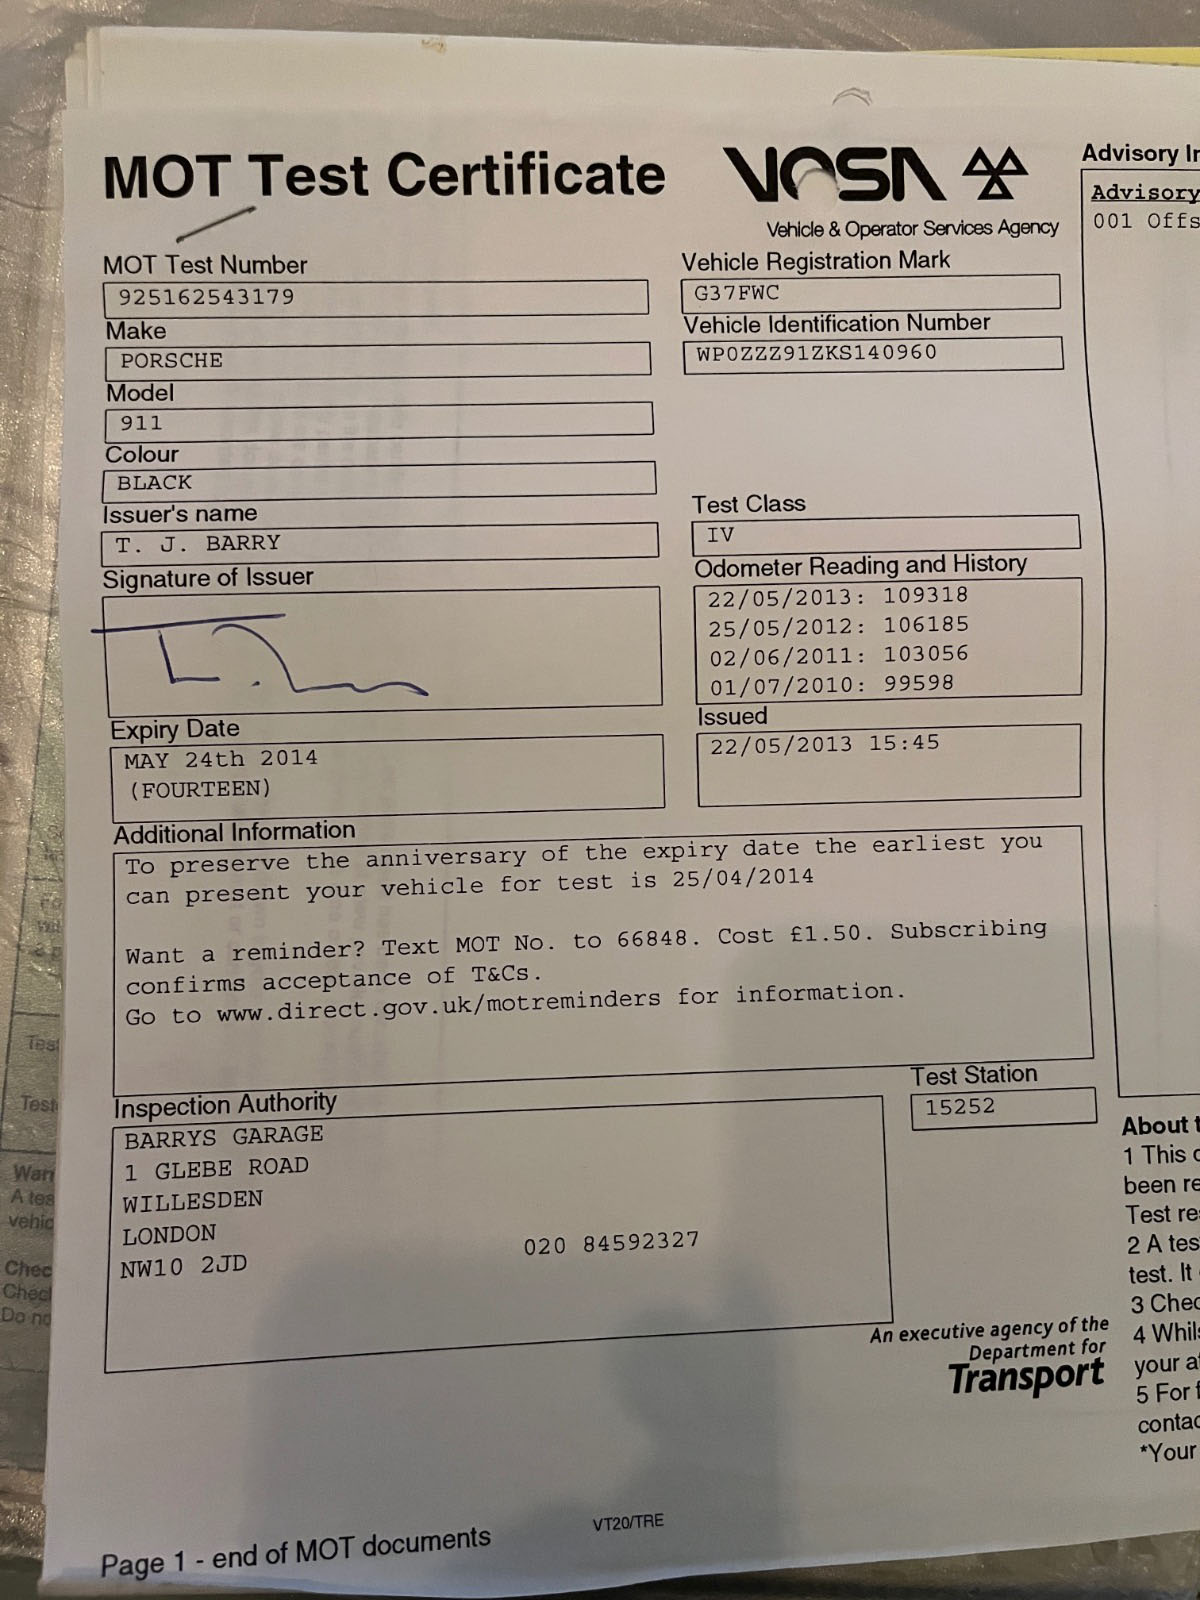 MOT Test Certificate
VOSA
Vehicle & Operator Services Agency
MOT Test Number
925162543179
Make
PORSCHE
Model
911
Colour
BLACK
Issuer's name
T. J. BARRY
Signature of Issuer
Expiry Date
MAY 24th 2014
(FOURTEEN)
Vehicle Registration Mark
G37FWC
Vehicle Identification Number
WP0ZZZ91ZKS140960
Test Class
IV
Odometer Reading and History
22/05/2013: 109318
25/05/2012: 106185
02/06/2011: 103056
01/07/2010: 99598
Issued
22/05/2013 15:45
Additional Information
To preserve the anniversary of the expiry date the earliest you
can present your vehicle for test is 25/04/2014
Want a reminder? Text MOT No. to 66848. Cost £1.50. Subscribing
confirms acceptance of T&Cs.
Go to www.direct.gov.uk/motreminders for information.
Inspection Authority
BARRYS GARAGE
1 GLEBE ROAD
WILLESDEN
LONDON
NW10 2JD
020 84592327
Test Station
15252
An executive agency of the
Department for
Transport
VT20/TRE
Page 1 - end of MOT documents
Advisory
Advisory
001
About
1 This
been
Test
2 A
test. It
3
4
your
5 For
*Your